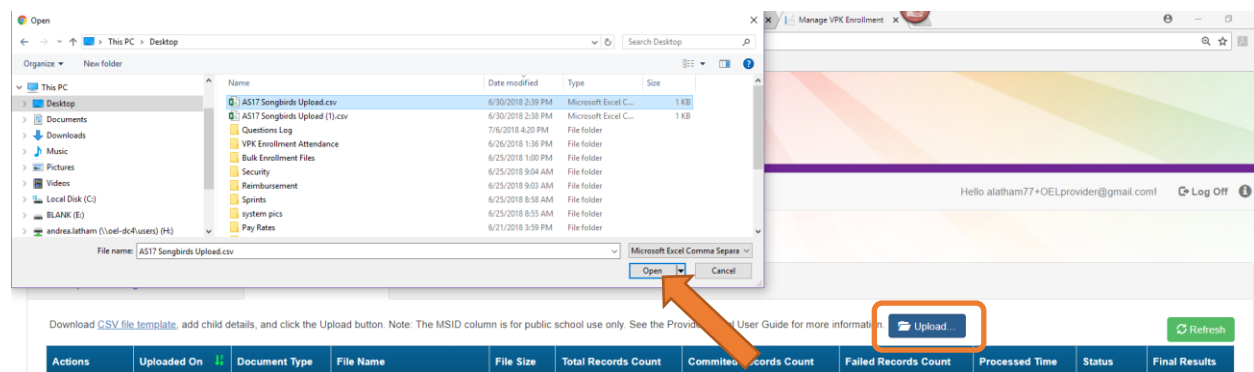 Open
Manage VPK Enrollment
This PC > Desktop
Search Desktop
Organize
New folder
Name
Date modified
Type
Size
This PC
Desktop
Documents
Downloads
Music
Pictures
Videos
Local Disk (C:)
BLANK (E:)
andrea.latham (\\oel-dc4\users) (H:)
AS17 Songbirds Upload.csv 6/30/2018 2:39 PM Microsoft Excel C... 1 KB
AS17 Songbirds Upload (1).csv 6/30/2018 2:38 PM Microsoft Excel C... 1 KB
Questions Log 7/6/2018 4:20 PM File folder
VPK Enrollment Attendance 6/26/2018 1:36 PM File folder
Bulk Enrollment Files 6/25/2018 1:00 PM File folder
Security 6/25/2018 9:04 AM File folder
Reimbursement 6/25/2018 9:03 AM File folder
Sprints 6/25/2018 8:58 AM File folder
system pics 6/25/2018 8:55 AM File folder
Pay Rates 6/21/2018 3:59 PM File folder
File name: AS17 Songbirds Upload.csv
Microsoft Excel Comma Separa
Open
Cancel
Hello alatham77+OELprovider@gmail.com!
Log Off
Download CSV file template, add child details, and click the Upload button. Note: The MSID column is for public school use only. See the User Guide for more information.
Upload...
Refresh
Actions Uploaded On Document Type File Name File Size Total Records Count Commited Records Count Failed Records Count Processed Time Status Final Results